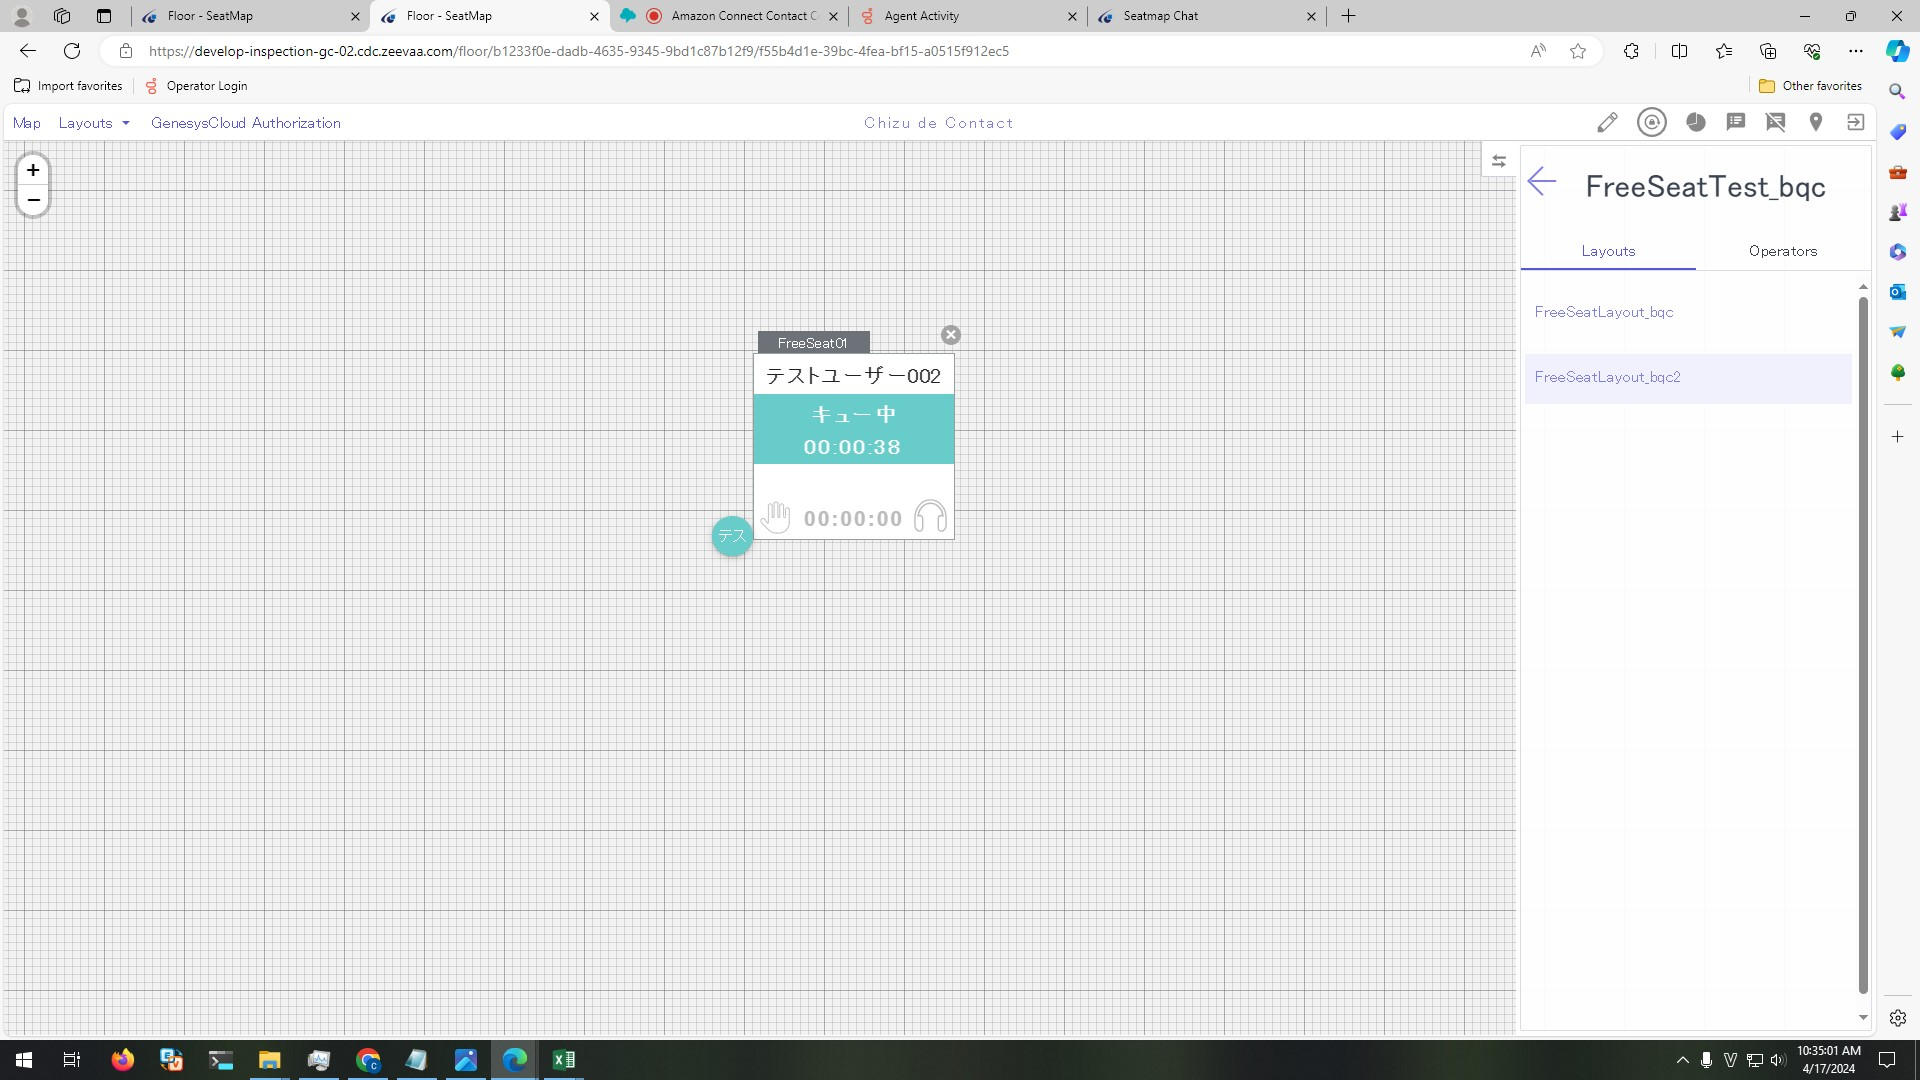 Floor - SeatMap
Floor - SeatMap
Amazon Connect Contact C
Agent Activity
Seatmap Chat
https://develop-inspection-gc-02.cdc.zeevaa.com/floor/b1233f0e-dadb-4635-9345-9bd1c87b12f9/f55b4d1e-39bc-4fea-bf15-a0515f912ec5
Import favorites
Operator Login
Other favorites
Map
Layouts
GenesysCloud Authorization
Chizu de Contact
+
−
FreeSeatTest_bqc
Layouts
Operators
FreeSeatLayout_bqc
FreeSeatLayout_bqc2
FreeSeat01
テストユーザー002
キュー中
00:00:38
00:00:00
テス
10:35:01 AM
4/17/2024